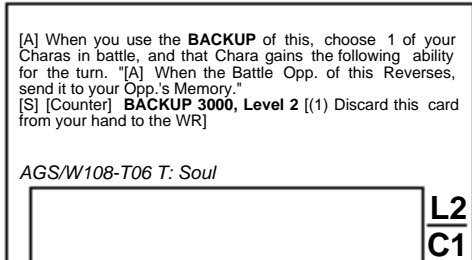 [A] When you use the BACKUP of this, choose 1 of your
Charas in battle, and that Chara gains the following ability
for the turn. "[A] When the Battle Opp. of this Reverses,
send it to your Opp.'s Memory."
[S] [Counter] BACKUP 3000, Level 2 [(1) Discard this card
from your hand to the WR]
AGS/W108-T06 T: Soul
L2
C1